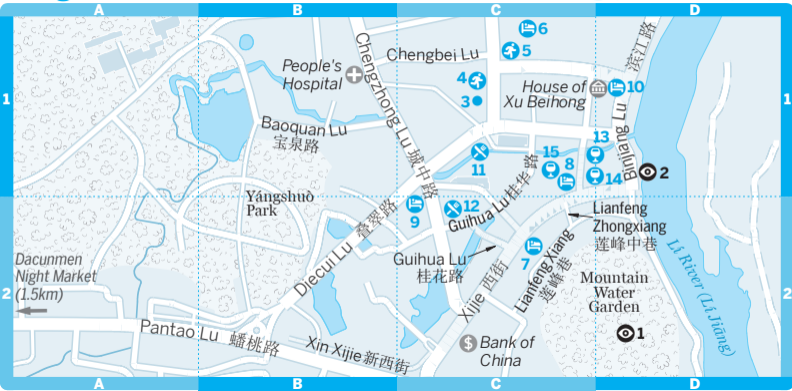 A
B
C
D
6
Chengbei Lu
5
People's
Hospital
Chengzhong Lu 城中路
滨江路
4
3
House of
Xu Beihong
10
1
1
Baoquan Lu
宝泉路
Binjiang Lu
13
11
15
8
14
2
Yángshuò
Park
9
12
Guihua Lu 桂华路
Lianfeng
Zhongxiang
莲峰中巷
Diecui Lu 叠翠路
Guihua Lu
桂花路
7
Lianfeng Xiang
莲峰巷
Xijie 西街
Dacunmen
Night Market
(1.5km)
2
2
Mountain
Water
Garden
Lí River (Lí Jiāng)
1
Pantao Lu 蟠桃路
Xin Xijie 新西街
$
Bank of
China
A
B
C
D